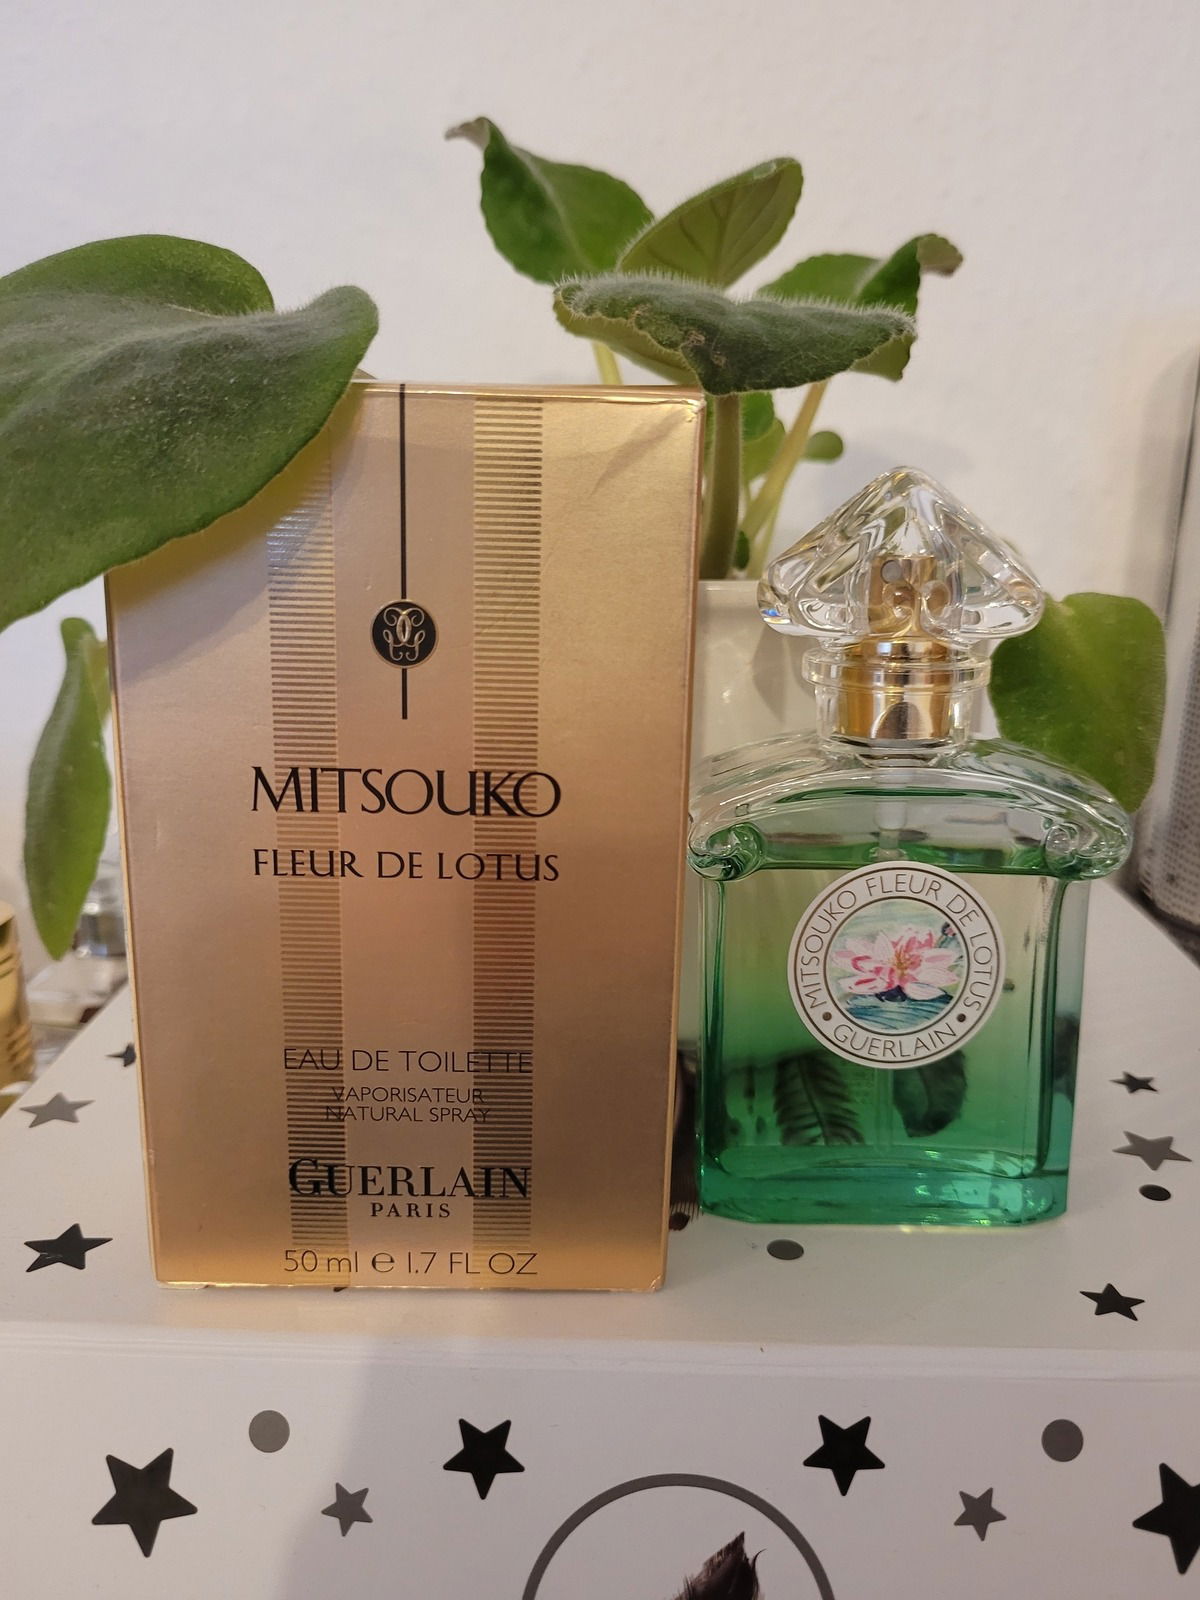 MITSOUKO
FLEUR DE LOTUS
EAU DE TOILETTE
VAPORISATEUR
NATURAL SPRAY
GUERLAIN
PARIS
50 ml e 1.7 FL OZ
MITSOUKO FLEUR DE LOTUS
• GUERLAIN •